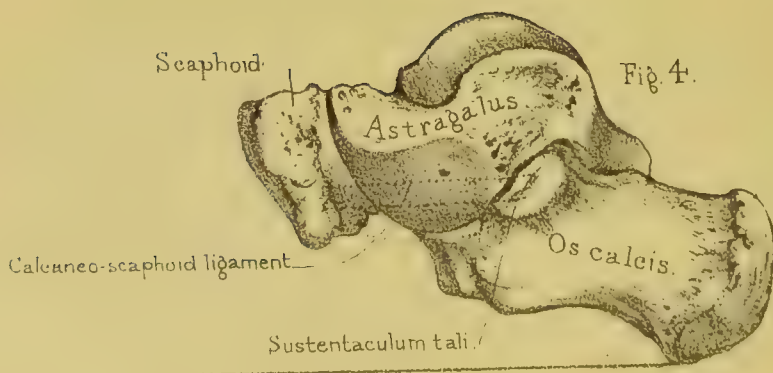 Scaphoid.
Fig. 4.
Astragalus
Calcaneo-scaphoid ligament
Os calcis.
Sustentaculum tali.